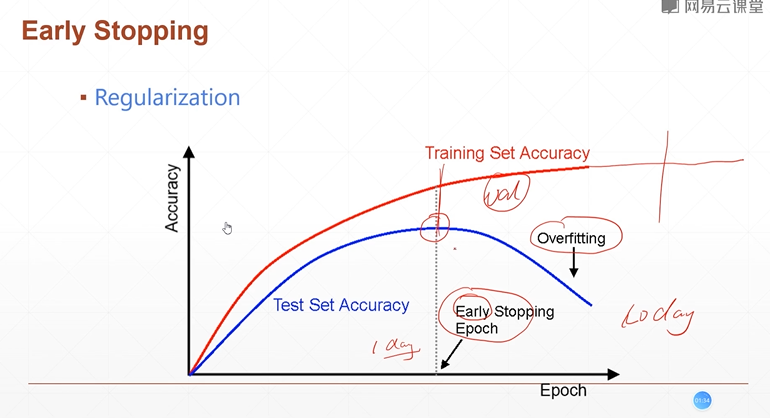 网易云课堂
Early Stopping
Regularization
Training Set Accuracy
val
Accuracy
Overfitting
Test Set Accuracy
Early Stopping
Epoch
10 day
1 day
Epoch
01:34